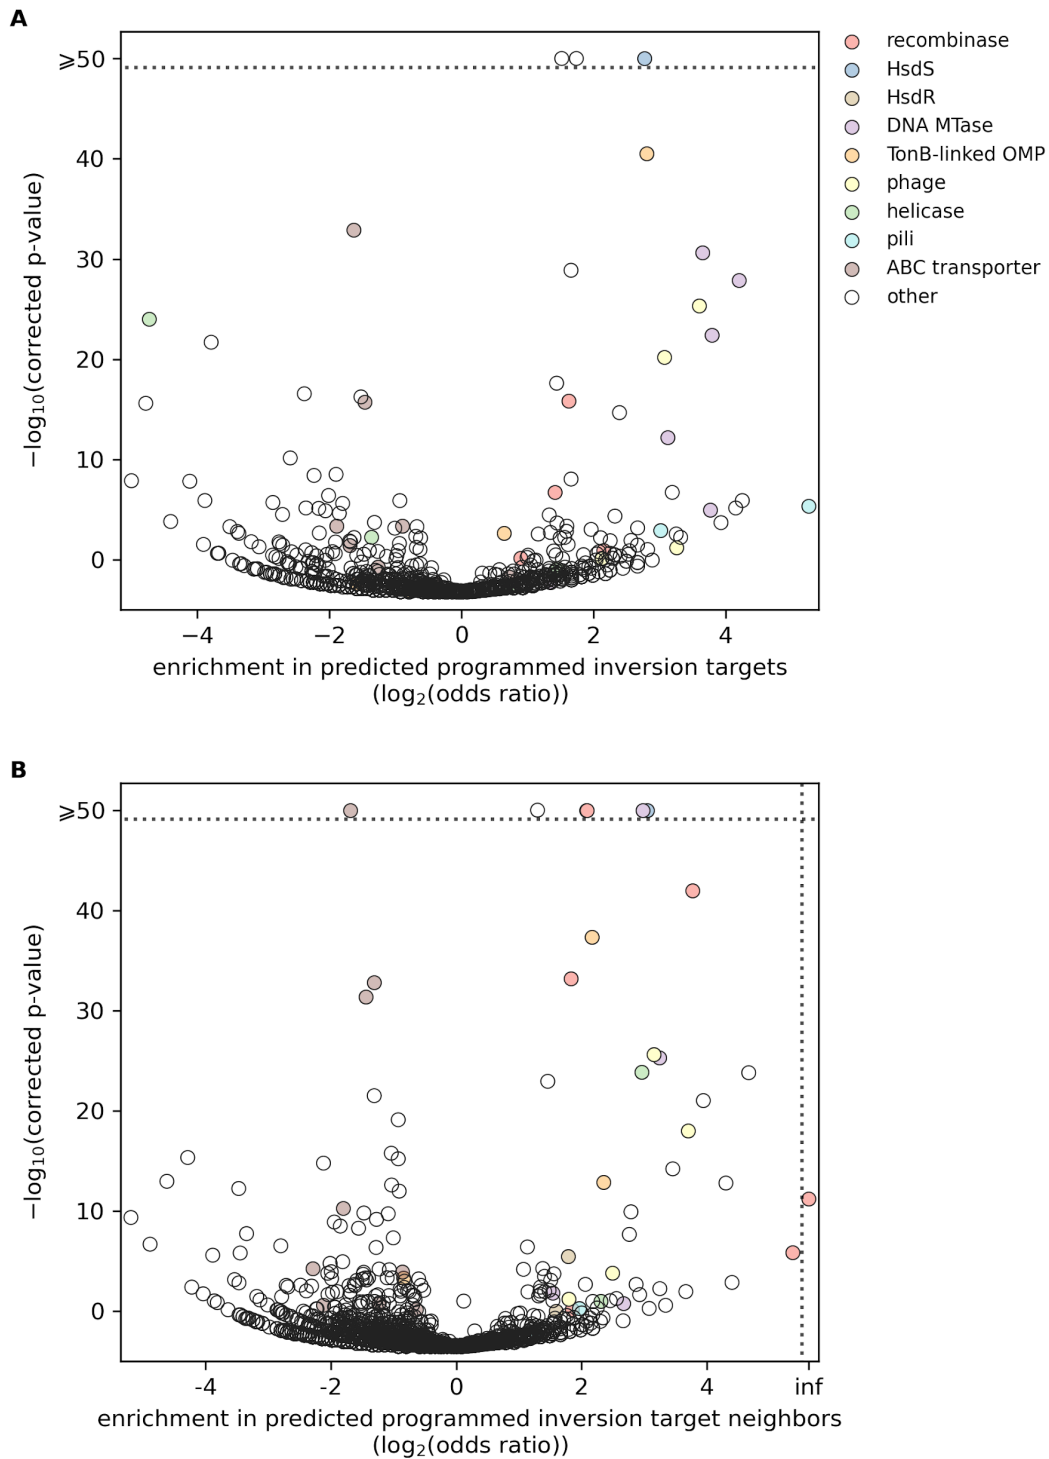 A
⩾50
40
30
20
10
0
−log₁₀(corrected p-value)
−4 −2 0 2 4
enrichment in predicted programmed inversion targets
(log₂(odds ratio))
recombinase
HsdS
HsdR
DNA MTase
TonB-linked OMP
phage
helicase
pili
ABC transporter
other
B
⩾50
40
30
20
10
0
−log₁₀(corrected p-value)
-4 -2 0 2 4 inf
enrichment in predicted programmed inversion target neighbors
(log₂(odds ratio))